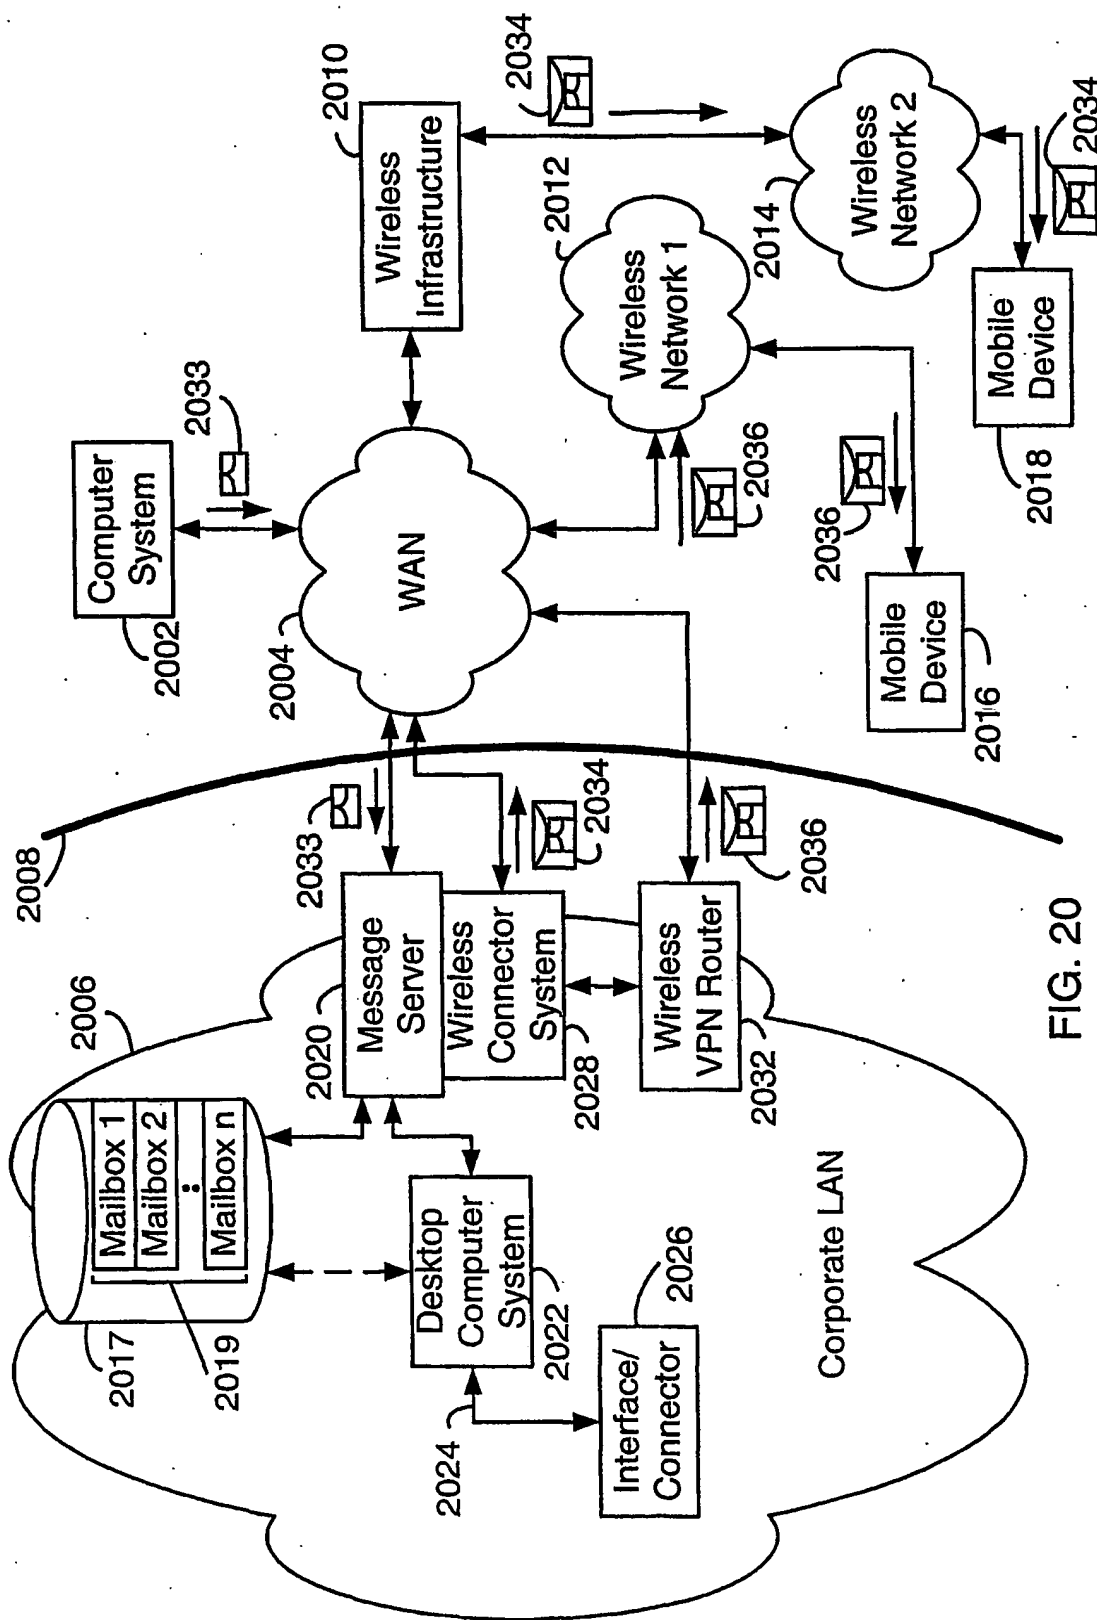 2006
2008
Mailbox 1
Mailbox 2
Mailbox n
2017
2019
2020
Message
Server
2033
Desktop
Computer
System
2022
2024
Interface/
Connector
2026
Wireless
Connector
System
2028
2034
Wireless
VPN Router
2032
2036
Corporate LAN
Computer
System
2002
2033
WAN
2004
Wireless
Infrastructure
2010
2034
Wireless
Network 1
2012
2036
Wireless
Network 2
2014
2034
Mobile
Device
2016
2036
Mobile
Device
2018
FIG. 20